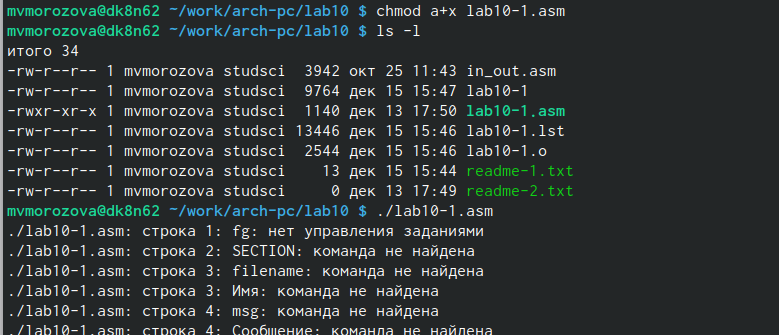 mvmorozova@dk8n62 ~/work/arch-pc/lab10 $ chmod a+x lab10-1.asm
mvmorozova@dk8n62 ~/work/arch-pc/lab10 $ ls -l
итого 34
-rw-r--r-- 1 mvmorozova studsci 3942 окт 25 11:43 in_out.asm
-rw-r--r-- 1 mvmorozova studsci 9764 дек 15 15:47 lab10-1
-rwxr-xr-x 1 mvmorozova studsci 1140 дек 13 17:50 lab10-1.asm
-rw-r--r-- 1 mvmorozova studsci 13446 дек 15 15:46 lab10-1.lst
-rw-r--r-- 1 mvmorozova studsci 2544 дек 15 15:46 lab10-1.o
-rw-r--r-- 1 mvmorozova studsci 13 дек 15 15:44 readme-1.txt
-rw-r--r-- 1 mvmorozova studsci 0 дек 13 17:49 readme-2.txt
mvmorozova@dk8n62 ~/work/arch-pc/lab10 $ ./lab10-1.asm
./lab10-1.asm: строка 1: fg: нет управления заданиями
./lab10-1.asm: строка 2: SECTION: команда не найдена
./lab10-1.asm: строка 3: filename: команда не найдена
./lab10-1.asm: строка 3: Имя: команда не найдена
./lab10-1.asm: строка 4: msg: команда не найдена
./lab10-1.asm: строка 4: Сообщение: команда не найдена